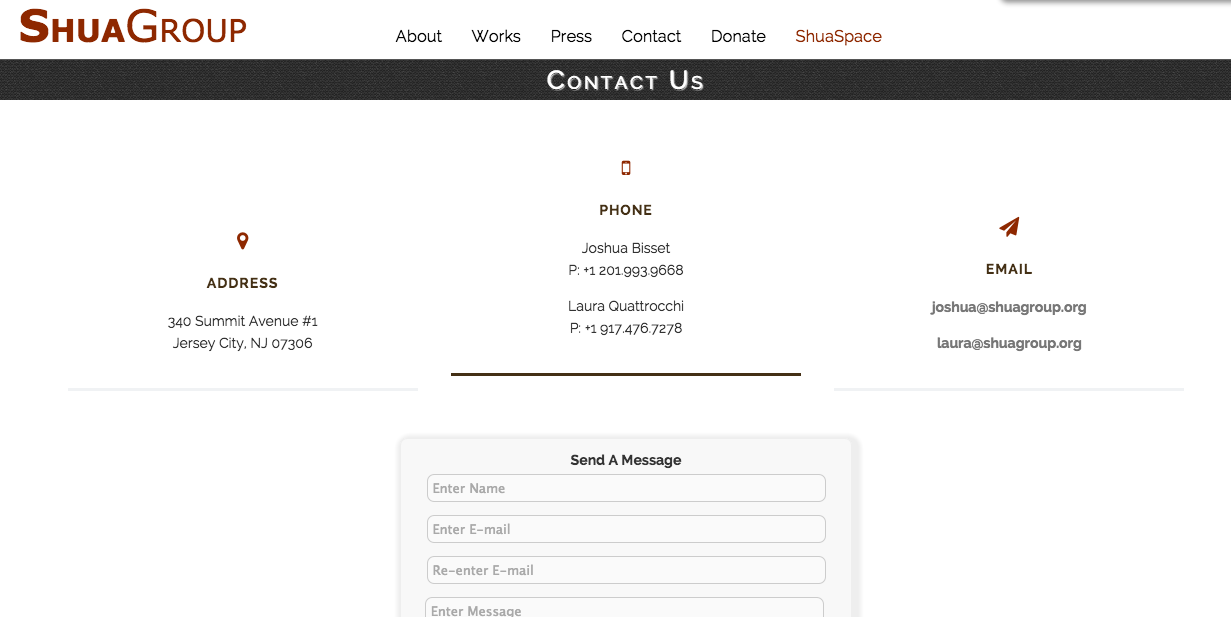 ShuaGroup
About Works Press Contact Donate ShuaSpace
Contact Us
ADDRESS
340 Summit Avenue #1
Jersey City, NJ 07306
PHONE
Joshua Bisset
P: +1 201.993.9668
Laura Quattrocchi
P: +1 917.476.7278
EMAIL
joshua@shuagroup.org
laura@shuagroup.org
Send A Message
Enter Name
Enter E-mail
Re-enter E-mail
Enter Message